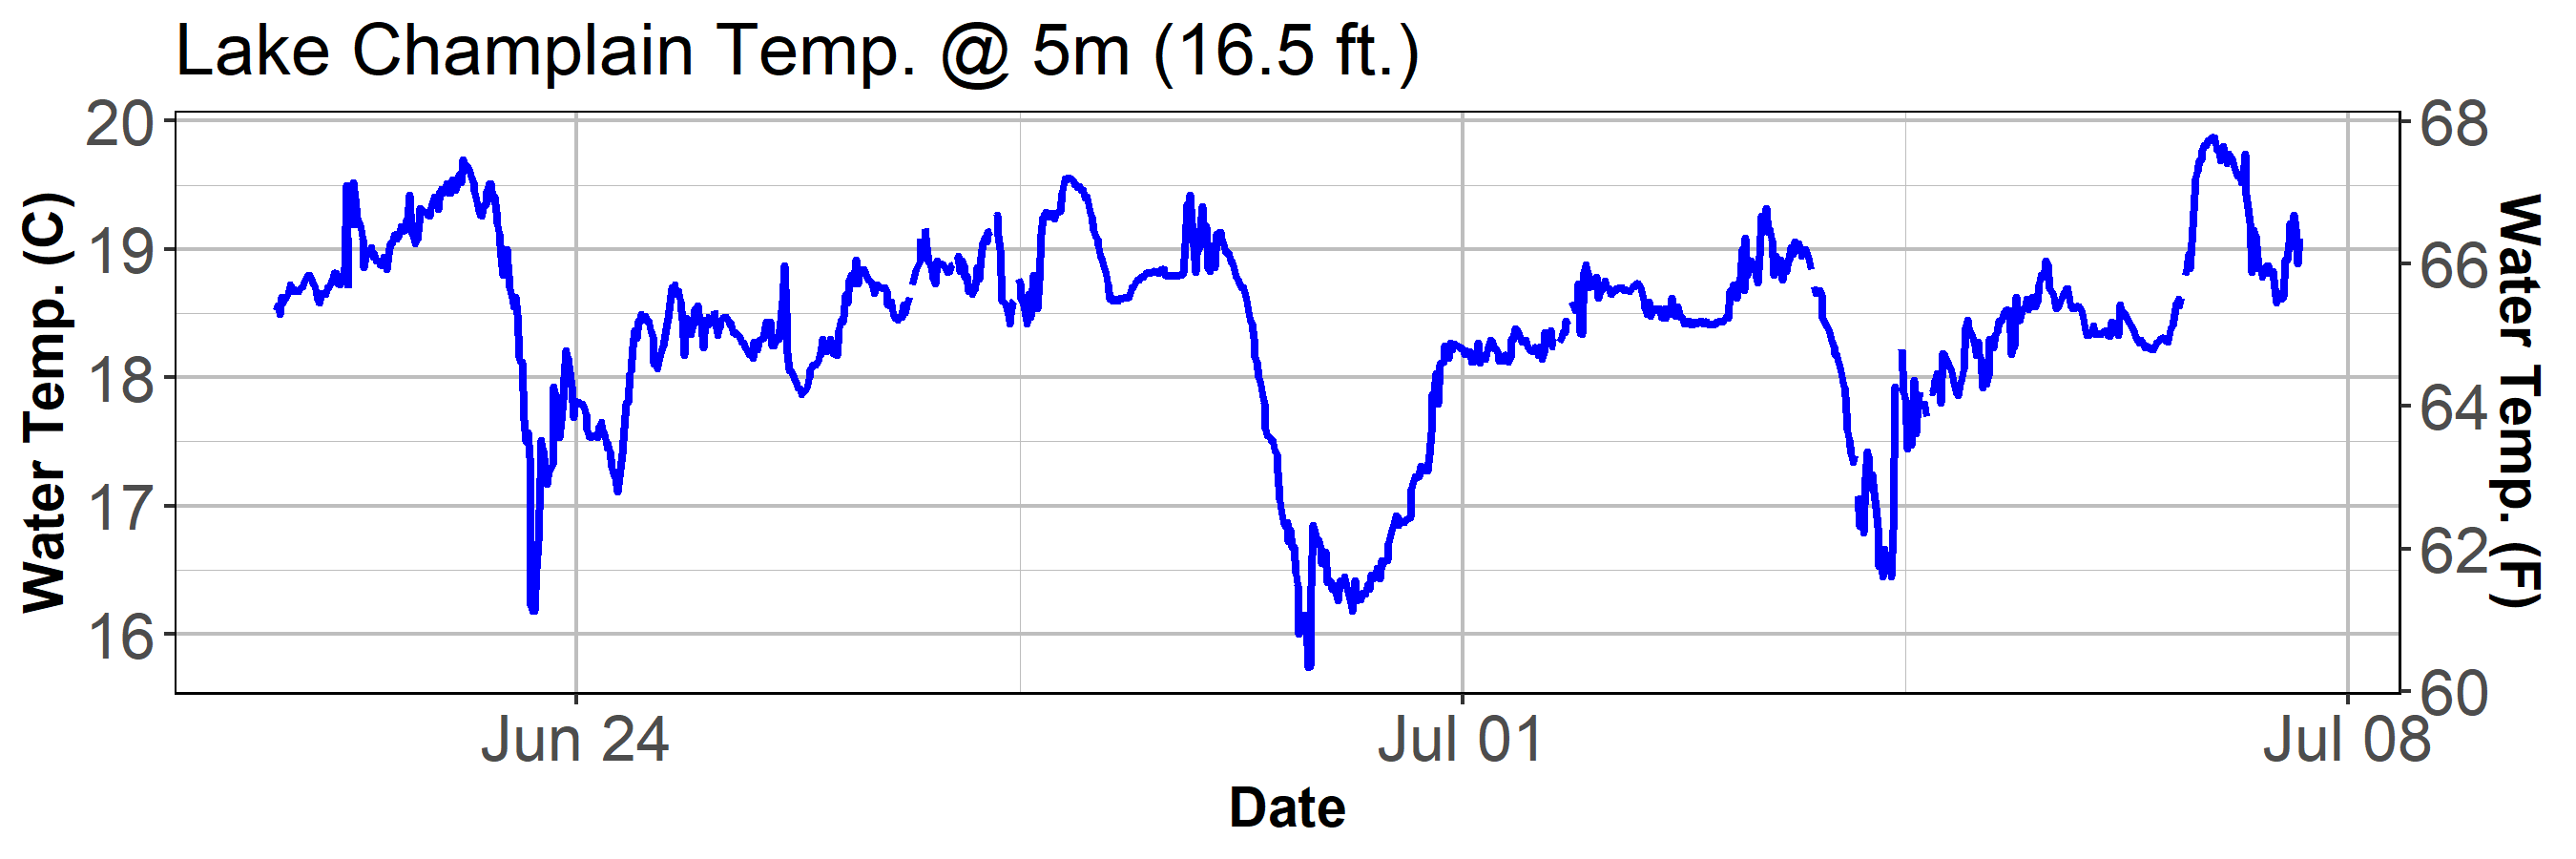 Lake Champlain Temp. @ 5m (16.5 ft.)
Water Temp. (C)
20
19
18
17
16
68
66
64
62
60
Water Temp. (F)
Jun 24
Jul 01
Jul 08
Date